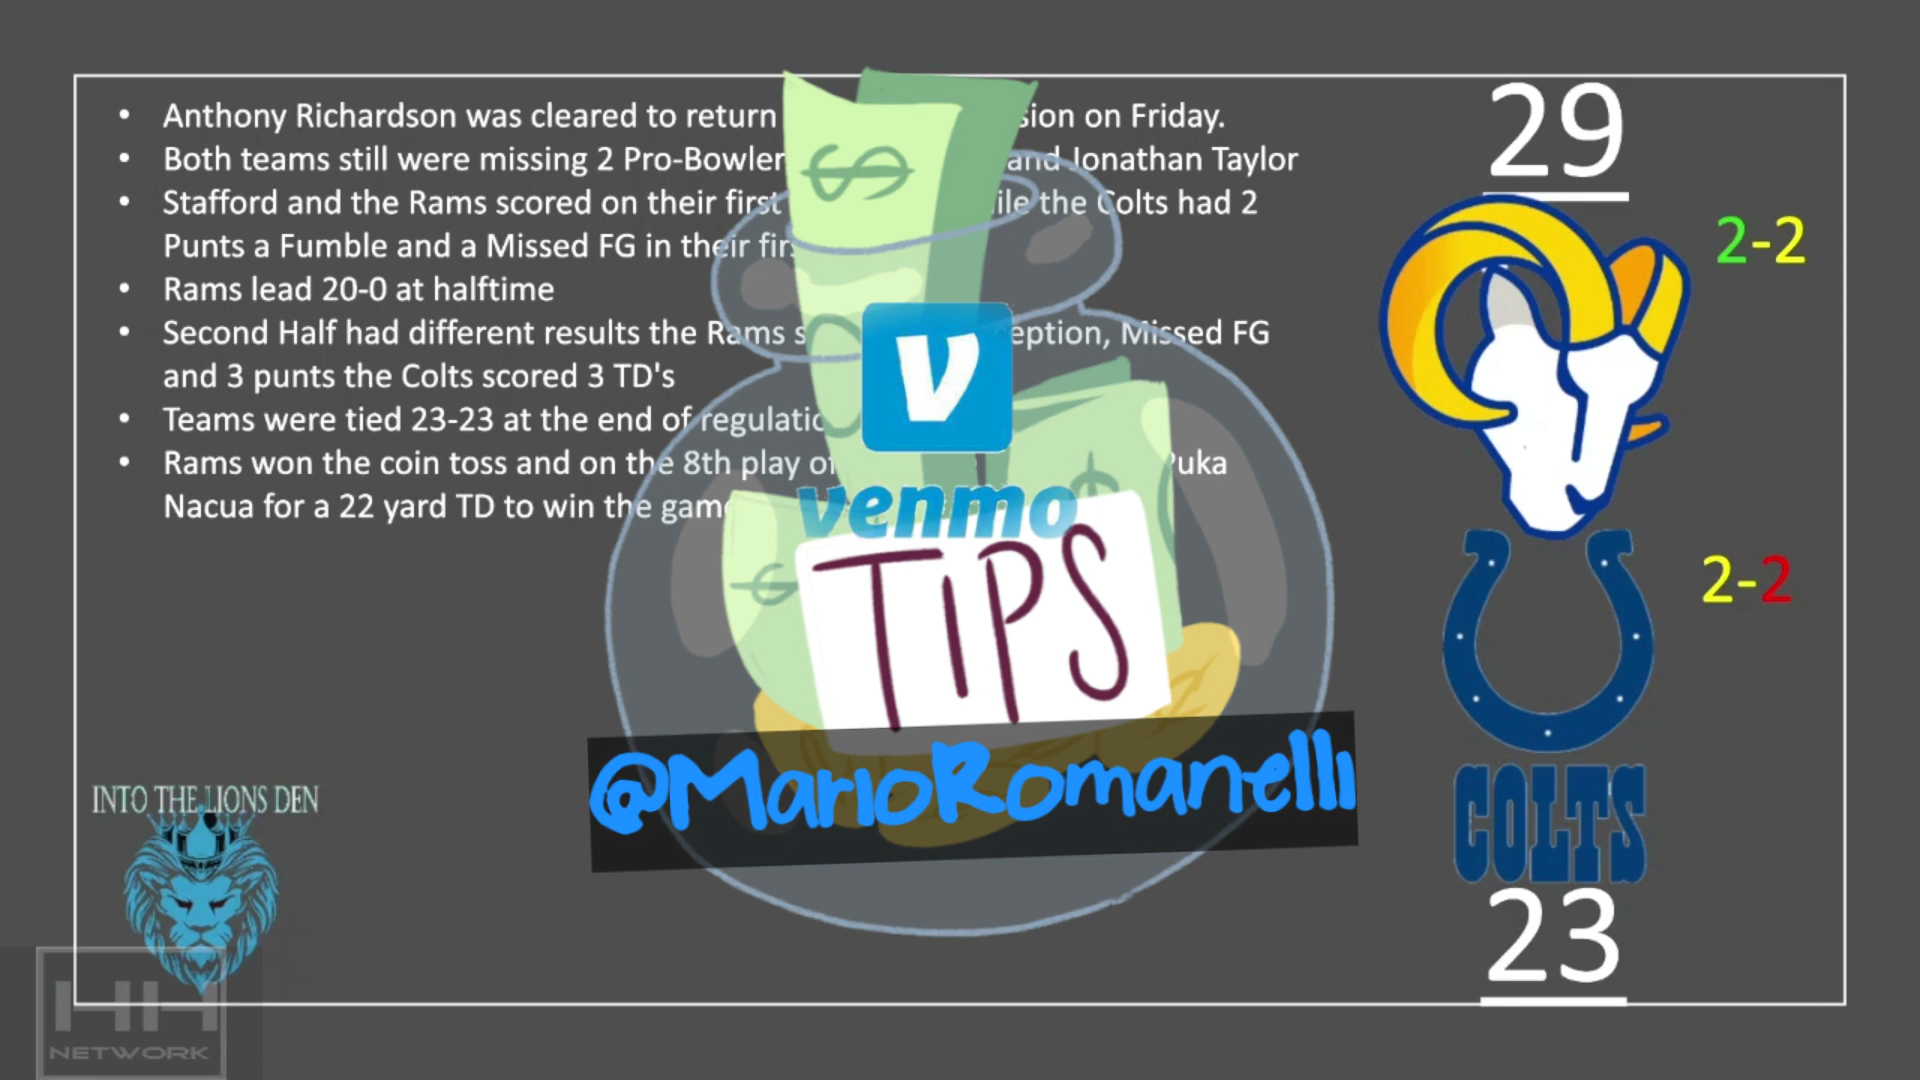 Anthony Richardson was cleared to return sion on Friday.
Both teams still were missing 2 Pro-Bowler and Jonathan Taylor
Stafford and the Rams scored on their first ile the Colts had 2
Punts a Fumble and a Missed FG in their fir
Rams lead 20-0 at halftime
Second Half had different results the Rams s eption, Missed FG
and 3 punts the Colts scored 3 TD's
Teams were tied 23-23 at the end of regulatio
Rams won the coin toss and on the 8th play of Puka
Nacua for a 22 yard TD to win the game
29
2-2
2-2
COLTS
23
$
V
venmo
TIPS
@MarioRomanelli
INTO THE LIONS DEN
HH
NETWORK